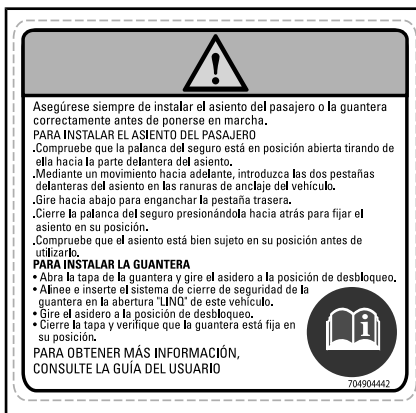 Asegúrese siempre de instalar el asiento del pasajero o la guantera
correctamente antes de ponerse en marcha.
PARA INSTALAR EL ASIENTO DEL PASAJERO
.Compruebe que la palanca del seguro está en posición abierta tirando de
ella hacia la parte delantera del asiento.
.Mediante un movimiento hacia adelante, introduzca las dos pestañas
delanteras del asiento en las ranuras de anclaje del vehículo.
.Gire hacia abajo para enganchar la pestaña trasera.
.Cierre la palanca del seguro presionándola hacia atrás para fijar el
asiento en su posición.
.Compruebe que el asiento está bien sujeto en su posición antes de
utilizarlo.
PARA INSTALAR LA GUANTERA
• Abra la tapa de la guantera y gire el asidero a la posición de desbloqueo.
• Alinee e inserte el sistema de cierre de seguridad de la
guantera en la abertura "LINQ" de este vehículo.
• Gire el asidero a la posición de desbloqueo.
• Cierre la tapa y verifique que la guantera está fija en
su posición.
PARA OBTENER MÁS INFORMACIÓN,
CONSULTE LA GUÍA DEL USUARIO
704904442